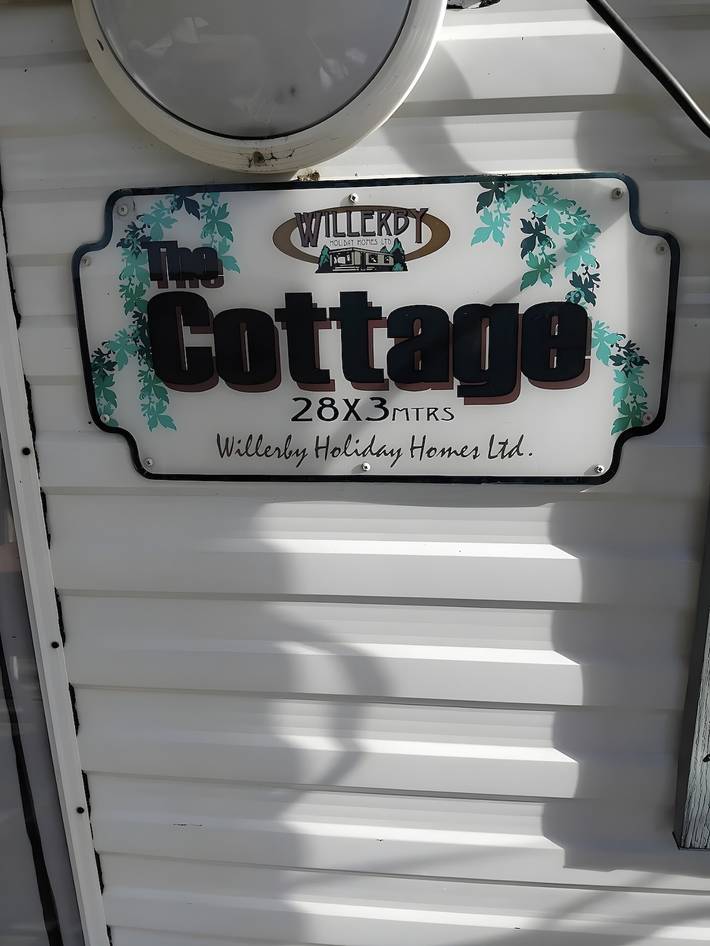 WILLERBY
HOLIDAY HOMES LTD
The
Cottage
28X3MTRS
Willerby Holiday Homes Ltd.